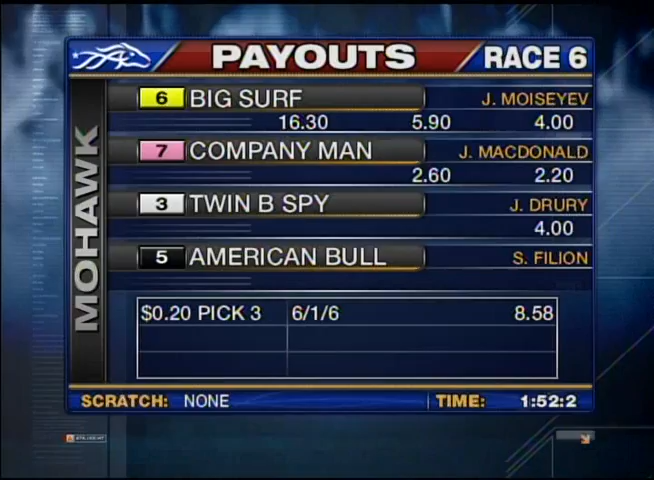 PAYOUTS RACE 6
MOHAWK
6 BIG SURF J. MOISEYEV
16.30 5.90 4.00
7 COMPANY MAN J. MACDONALD
2.60 2.20
3 TWIN B SPY J. DRURY
4.00
5 AMERICAN BULL S. FILION
$0.20 PICK 3 6/1/6 8.58
SCRATCH: NONE TIME: 1:52:2